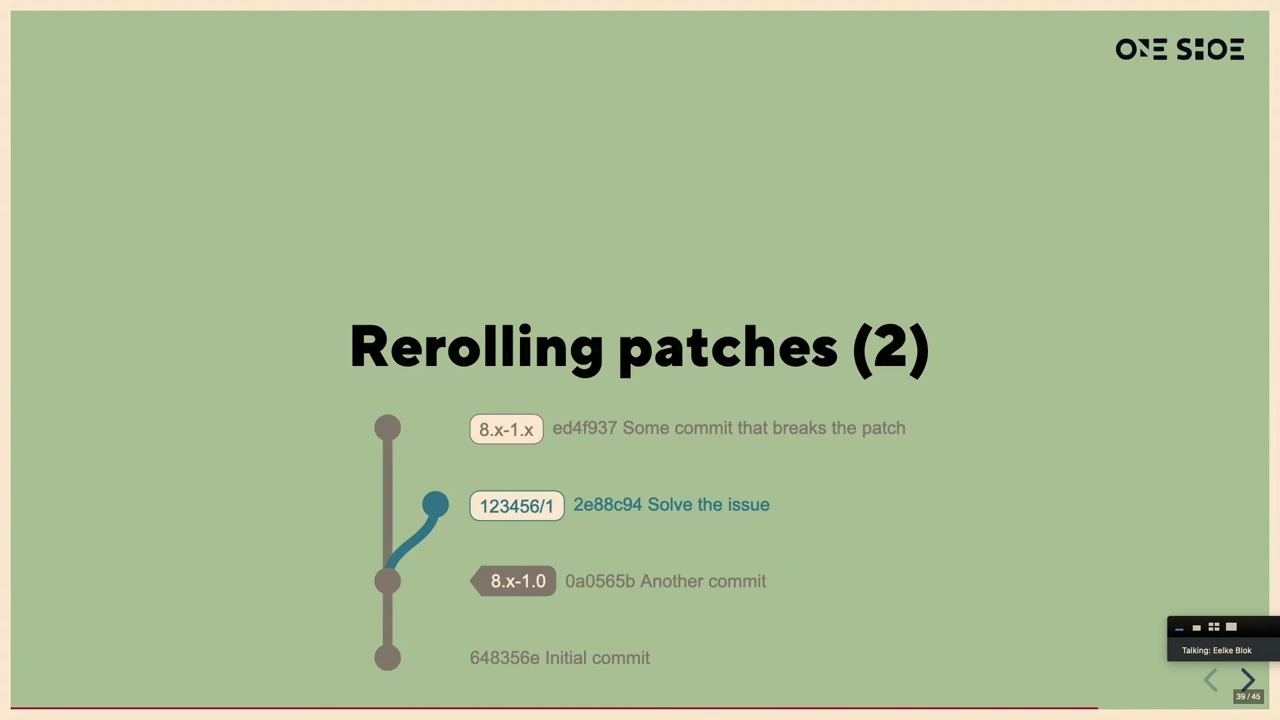 ONE SHOE
Rerolling patches (2)
8.x-1.x ed4f937 Some commit that breaks the patch
123456/1 2e88c94 Solve the issue
8.x-1.0 0a0565b Another commit
648356e Initial commit
Talking: Eelke Blok
39 / 45